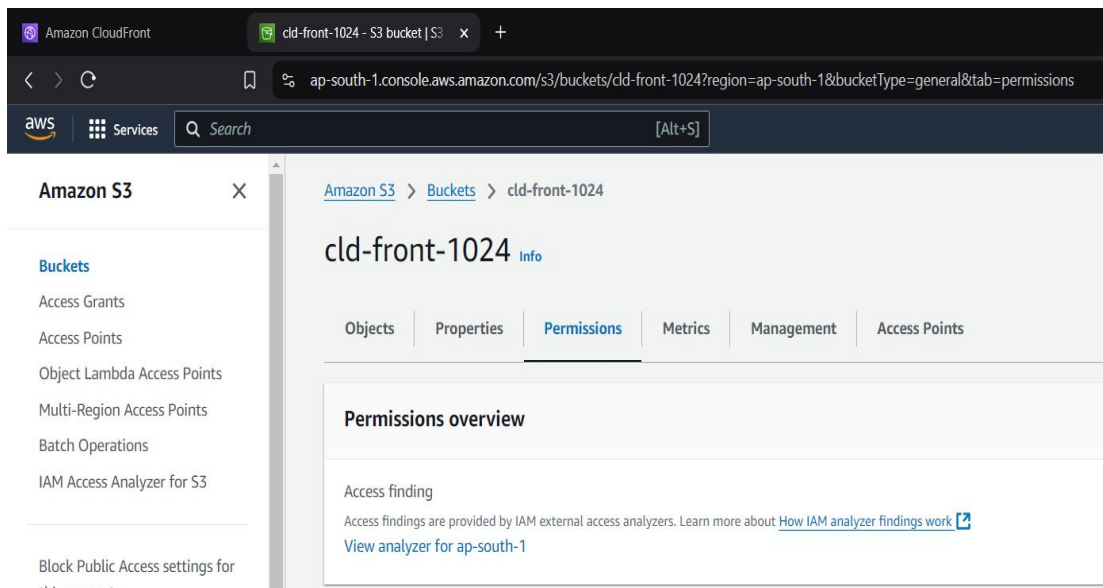 Amazon CloudFront
cld-front-1024 - S3 bucket | S3
ap-south-1.console.aws.amazon.com/s3/buckets/cld-front-1024?region=ap-south-1&bucketType=general&tab=permissions
aws Services Search [Alt+S]
Amazon S3
Buckets
Access Grants
Access Points
Object Lambda Access Points
Multi-Region Access Points
Batch Operations
IAM Access Analyzer for S3
Block Public Access settings for
Amazon S3 > Buckets > cld-front-1024
cld-front-1024 Info
Objects Properties Permissions Metrics Management Access Points
Permissions overview
Access finding
Access findings are provided by IAM external access analyzers. Learn more about How IAM analyzer findings work
View analyzer for ap-south-1